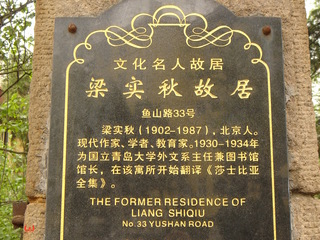 文化名人故居
梁实秋故居
鱼山路33号
梁实秋(1902-1987),北京人。
现代作家、学者、教育家。1930-1934年
为国立青岛大学外文系主任兼图书馆
馆长,在该寓所开始翻译《莎士比亚
全集》。
THE FORMER RESIDENCE OF
LIANG SHIQIU
No.33 YUSHAN ROAD